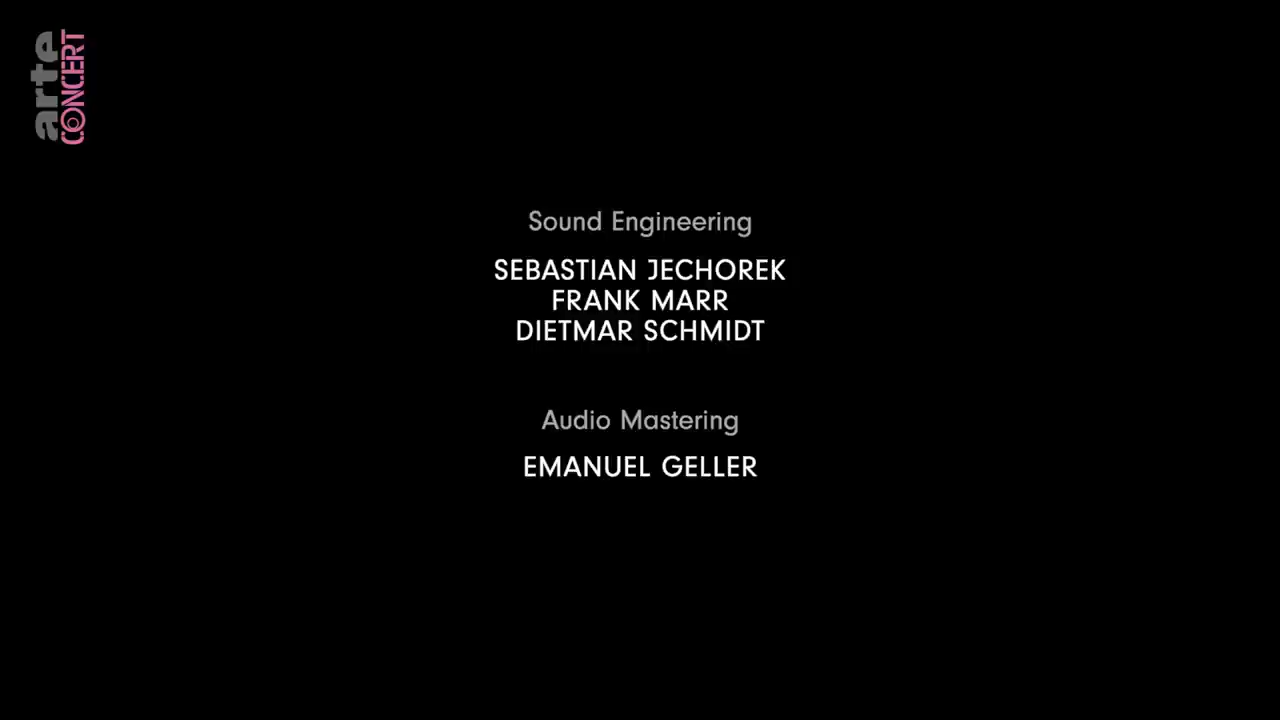 arte
CONCERT
Sound Engineering
SEBASTIAN JECHOREK
FRANK MARR
DIETMAR SCHMIDT
Audio Mastering
EMANUEL GELLER